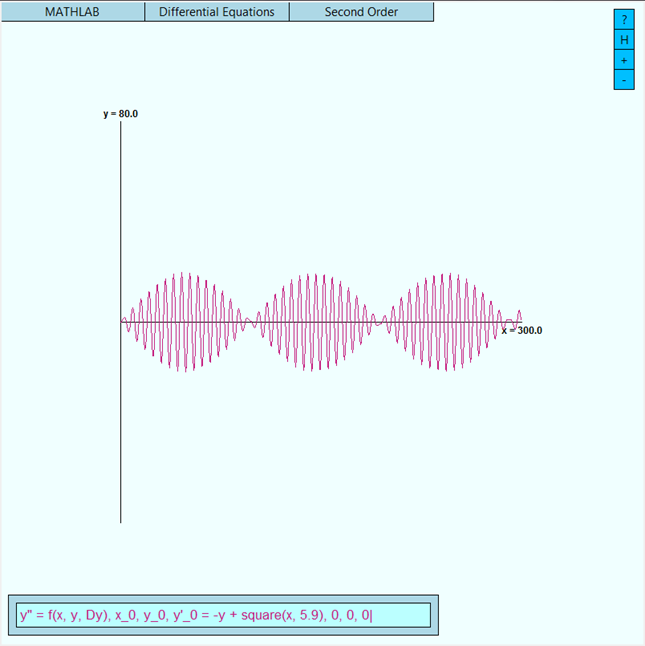 MATHLAB Differential Equations Second Order
?
H
+
-
y = 80.0
x = 300.0
y" = f(x, y, Dy), x_0, y_0, y'_0 = -y + square(x, 5.9), 0, 0, 0|